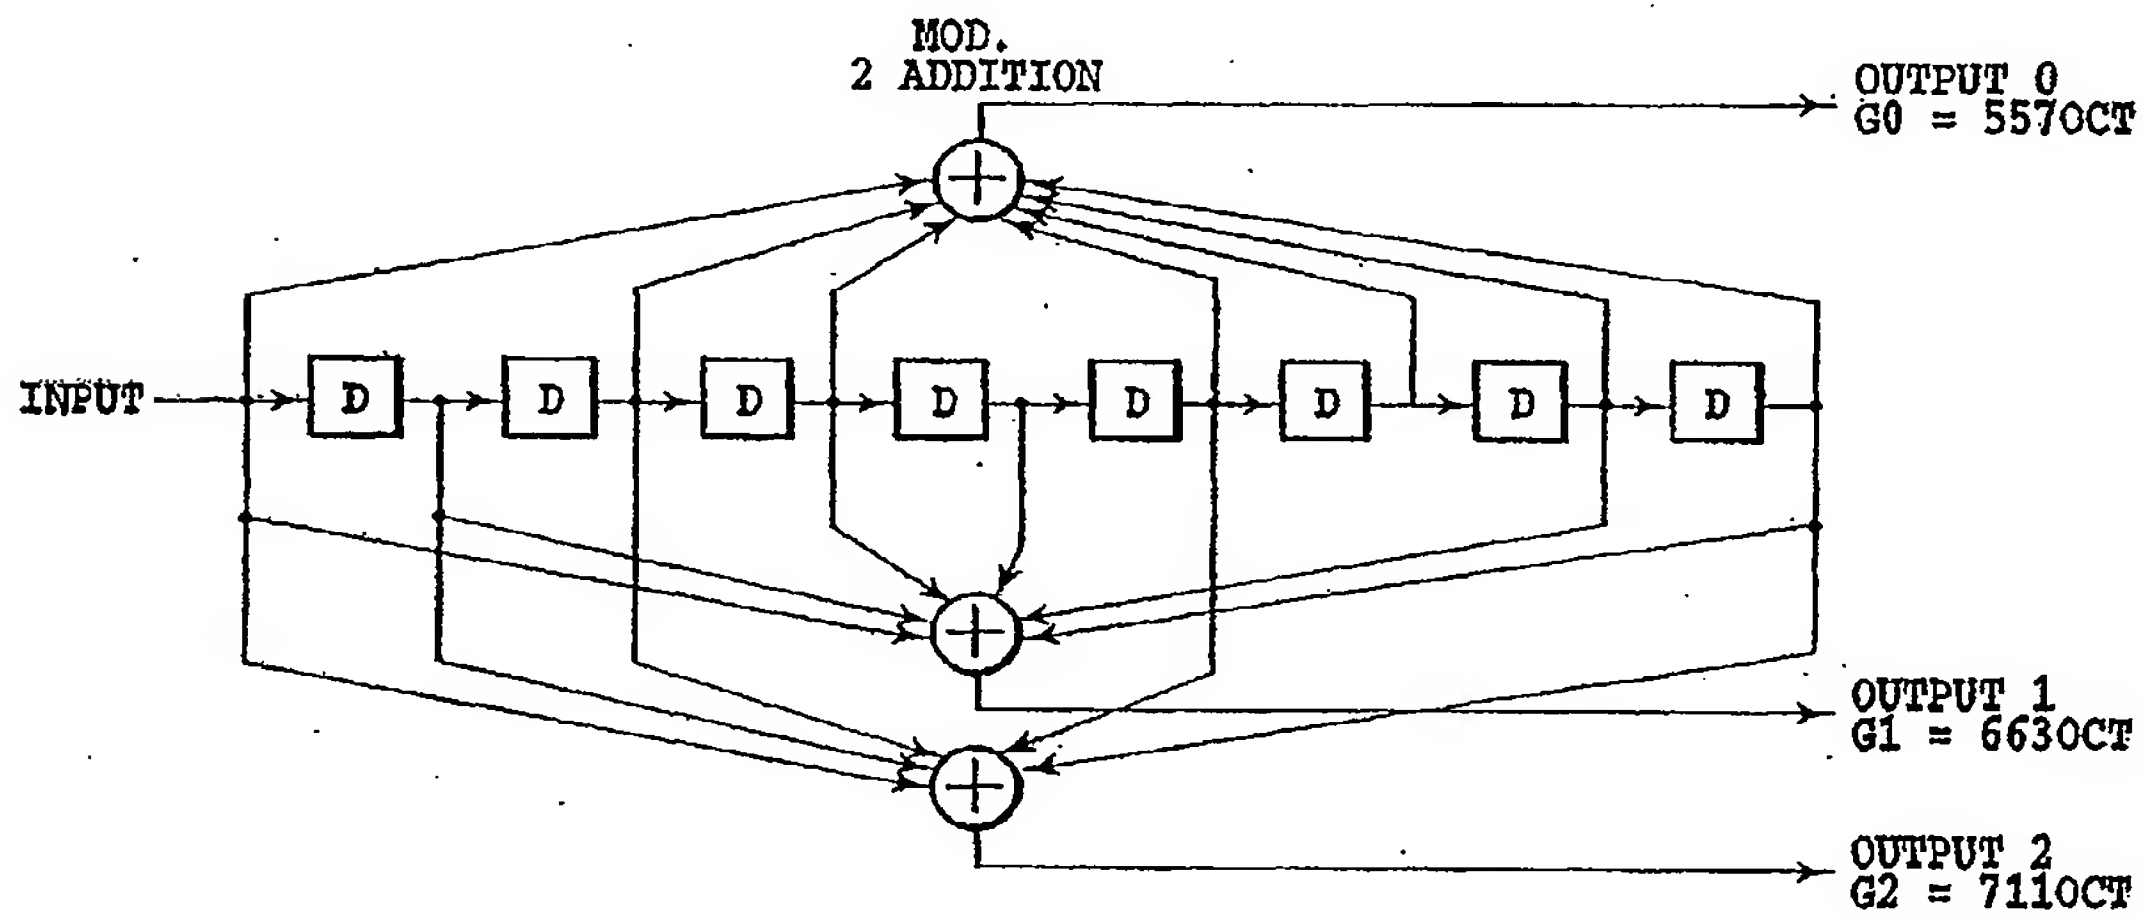 MOD.
2 ADDITION
OUTPUT 0
G0 = 557OCT
INPUT
D D D D D D D D
OUTPUT 1
G1 = 663OCT
OUTPUT 2
G2 = 711OCT